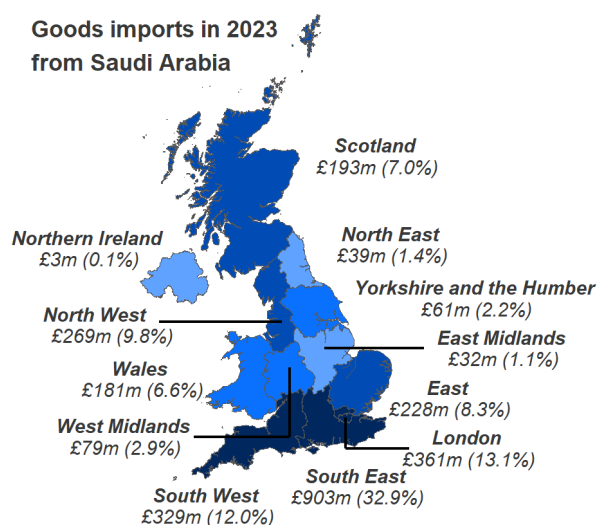 Goods imports in 2023
from Saudi Arabia
Scotland
£193m (7.0%)
Northern Ireland
£3m (0.1%)
North East
£39m (1.4%)
Yorkshire and the Humber
£61m (2.2%)
North West
£269m (9.8%)
East Midlands
£32m (1.1%)
Wales
£181m (6.6%)
East
£228m (8.3%)
West Midlands
£79m (2.9%)
London
£361m (13.1%)
South East
£903m (32.9%)
South West
£329m (12.0%)